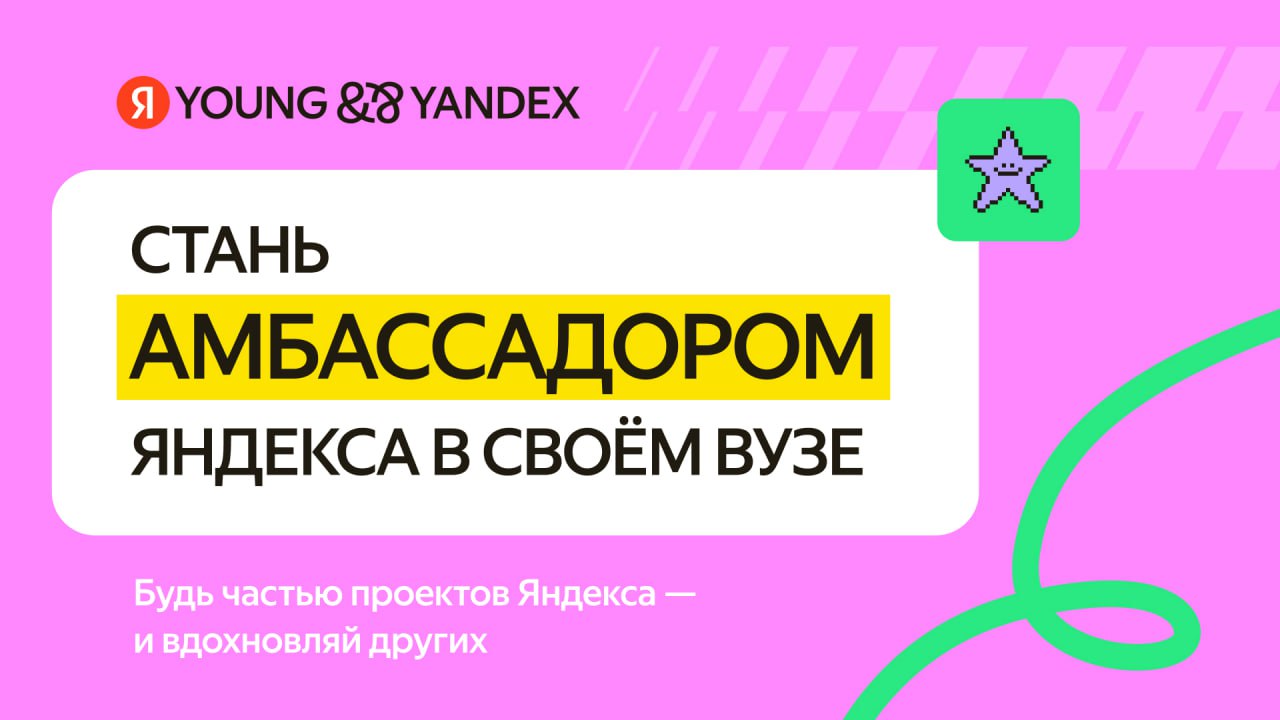 Я YOUNG && YANDEX
СТАНЬ
АМБАССАДОРОМ
ЯНДЕКСА В СВОЁМ ВУЗЕ
Будь частью проектов Яндекса —
и вдохновляй других